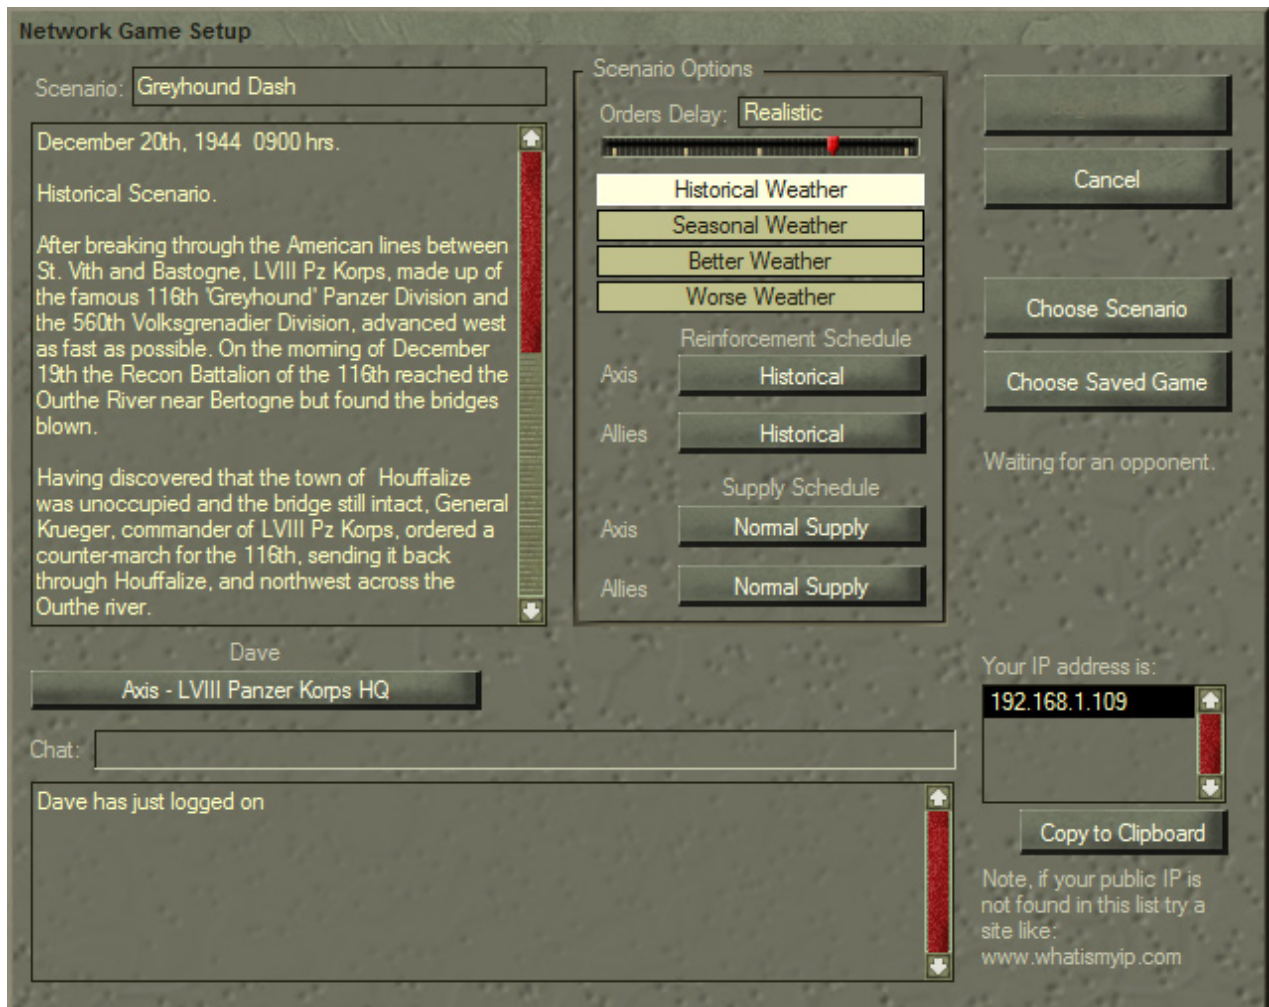 Network Game Setup
Scenario: Greyhound Dash
December 20th, 1944  0900 hrs.
Historical Scenario.
After breaking through the American lines between
St. Vith and Bastogne, LVIII Pz Korps, made up of
the famous 116th 'Greyhound' Panzer Division and
the 560th Volksgrenadier Division, advanced west
as fast as possible. On the morning of December
19th the Recon Battalion of the 116th reached the
Ourthe River near Bertogne but found the bridges
blown.
Having discovered that the town of  Houffalize
was unoccupied and the bridge still intact, General
Krueger, commander of LVIII Pz Korps, ordered a
counter-march for the 116th, sending it back
through Houffalize, and northwest across the
Ourthe river.
Scenario Options
Orders Delay: Realistic
Historical Weather
Seasonal Weather
Better Weather
Worse Weather
Reinforcement Schedule
Axis Historical
Allies Historical
Supply Schedule
Axis Normal Supply
Allies Normal Supply
Cancel
Choose Scenario
Choose Saved Game
Waiting for an opponent.
Dave
Axis - LVIII Panzer Korps HQ
Chat:
Dave has just logged on
Your IP address is:
192.168.1.109
Copy to Clipboard
Note, if your public IP is
not found in this list try a
site like:
www.whatismyip.com